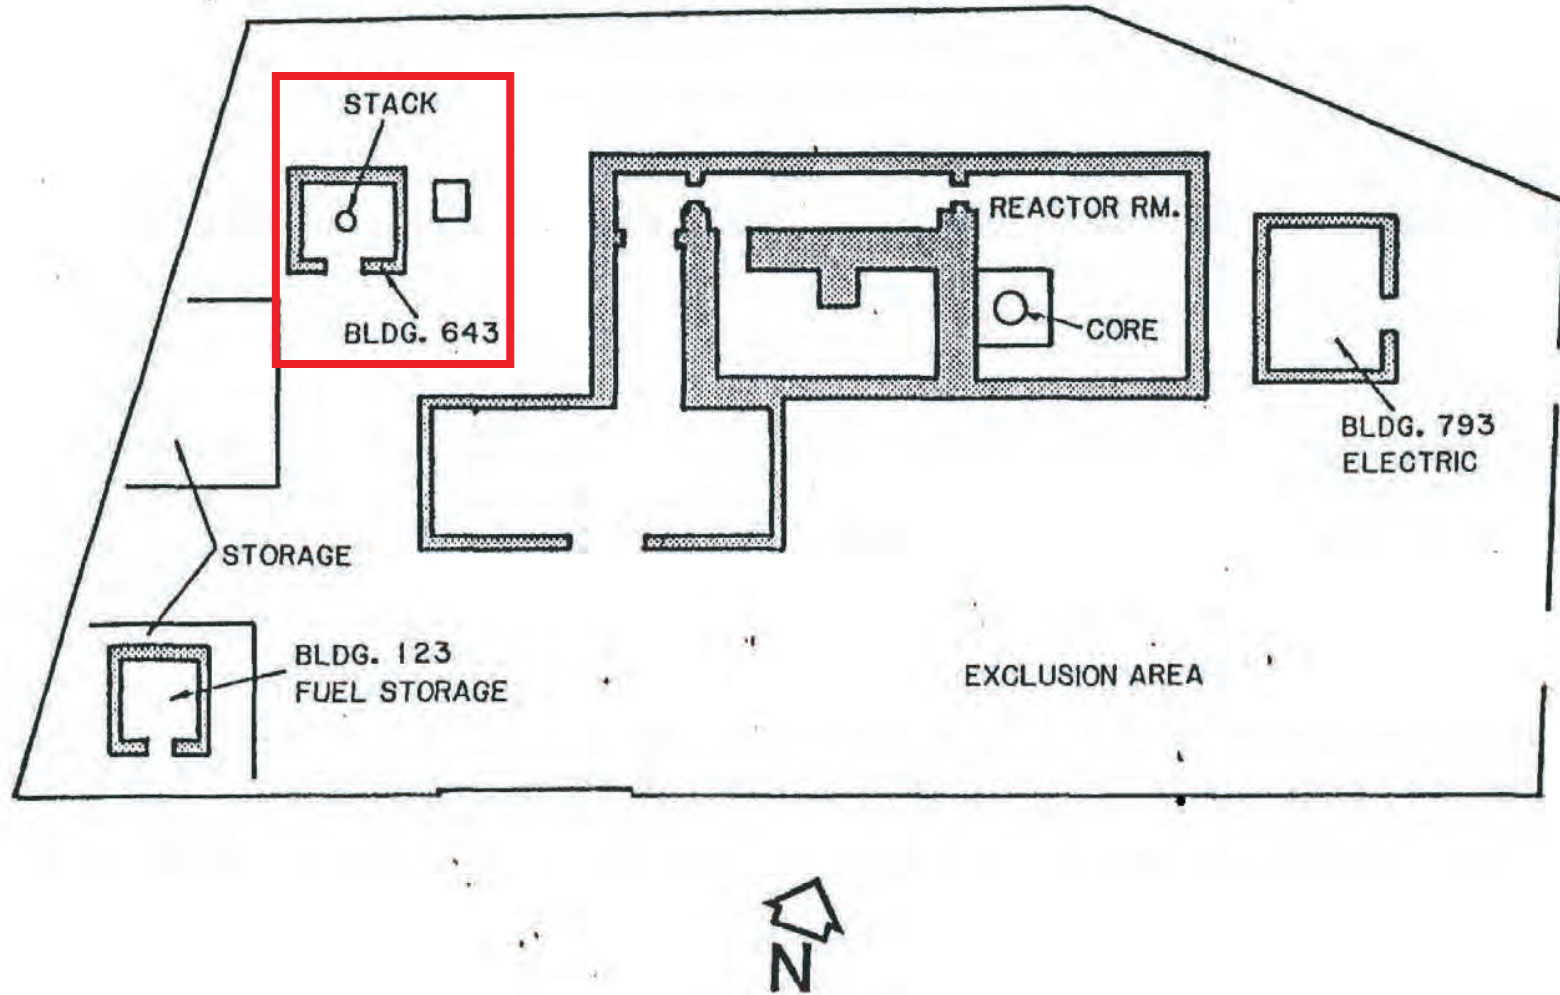 STACK
BLDG. 643
REACTOR RM.
CORE
BLDG. 793
ELECTRIC
STORAGE
BLDG. 123
FUEL STORAGE
EXCLUSION AREA
N